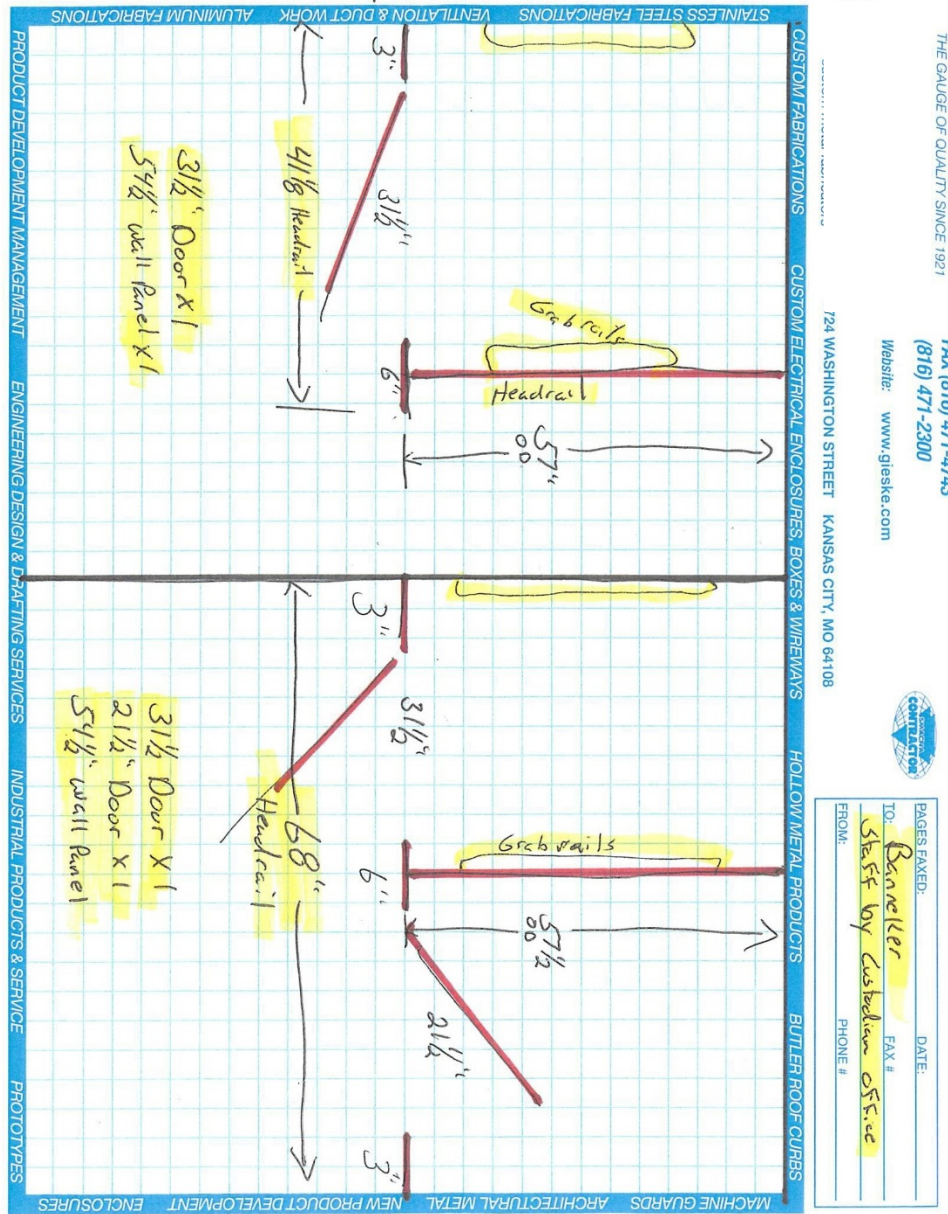 THE GAUGE OF QUALITY SINCE 1921
(816) 471-2300
Website: www.gieske.com
724 WASHINGTON STREET KANSAS CITY, MO 64108
CONTRACTOR
PAGES FAXED: DATE:
TO: Banneker FAX #
Staff by Custodian office
FROM: PHONE #
CUSTOM FABRICATIONS CUSTOM ELECTRICAL ENCLOSURES, BOXES & WIREWAYS HOLLOW METAL PRODUCTS BUTLER ROOF CURBS
STAINLESS STEEL FABRICATIONS VENTILATION & DUCT WORK ALUMINUM FABRICATIONS
MACHINE GUARDS ARCHITECTURAL METAL NEW PRODUCT DEVELOPMENT ENCLOSURES
Grab rails
Headrail
57"
OO
3"
31½"
6"
41⅛ Headrail
31½" Door X1
54½" wall Panel X1
Grab rails
57½
OO
3"
31½"
6"
21½"
3"
68"
Headrail
31½ Door X1
21½" Door X1
54½" wall Panel
PRODUCT DEVELOPMENT MANAGEMENT ENGINEERING DESIGN & DRAFTING SERVICES INDUSTRIAL PRODUCTS & SERVICE PROTOTYPES